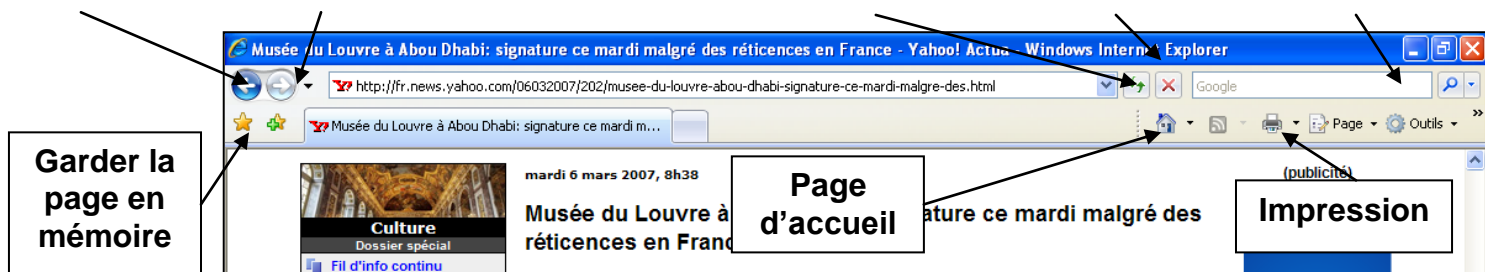 Musée du Louvre à Abou Dhabi: signature ce mardi malgré des réticences en France - Yahoo! Actua - Windows Internet Explorer
http://fr.news.yahoo.com/06032007/202/musee-du-louvre-abou-dhabi-signature-ce-mardi-malgre-des.html
Google
Musée du Louvre à Abou Dhabi: signature ce mardi m...
Page
Outils
»
Garder la
page en
mémoire
Culture
Dossier spécial
Fil d'info continu
mardi 6 mars 2007, 8h38
Musée du Louvre à ature ce mardi malgré des
réticences en Franc
Page
d'accueil
(publicité)
Impression